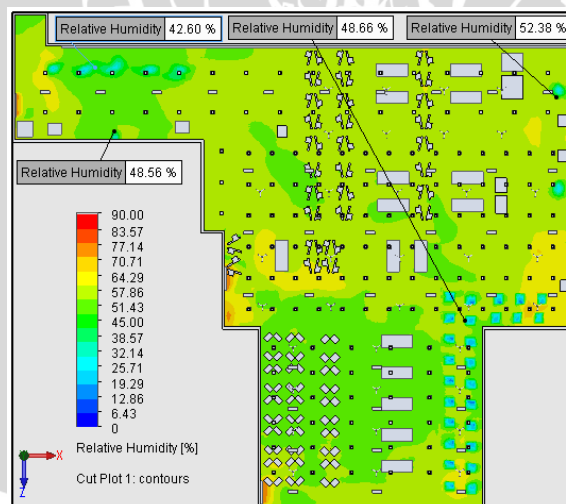 Relative Humidity 42.60 %
Relative Humidity 48.66 %
Relative Humidity 52.38 %
Relative Humidity 48.56 %
90.00
83.57
77.14
70.71
64.29
57.86
51.43
45.00
38.57
32.14
25.71
19.29
12.86
6.43
0
Relative Humidity [%]
Cut Plot 1: contours
X
Z